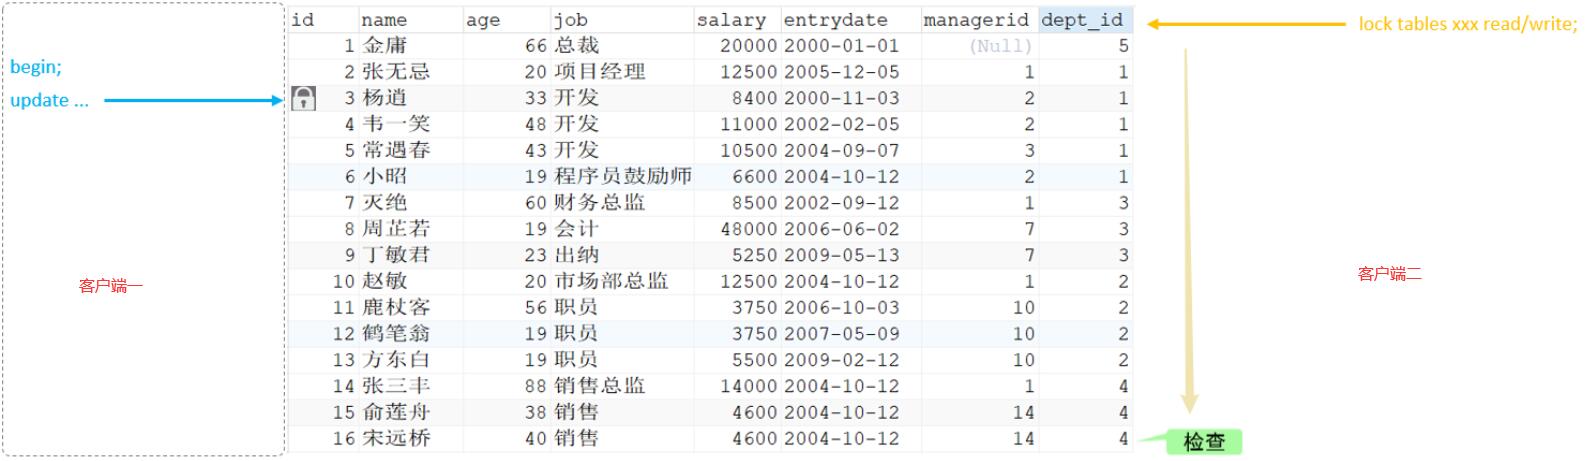 id name age job salary entrydate managerid dept_id
lock tables xxx read/write;
1 金庸 66 总裁 20000 2000-01-01 (Null) 5
begin;
2 张无忌 20 项目经理 12500 2005-12-05 1 1
update ...
3 杨逍 33 开发 8400 2000-11-03 2 1
4 韦一笑 48 开发 11000 2002-02-05 2 1
5 常遇春 43 开发 10500 2004-09-07 3 1
6 小昭 19 程序员鼓励师 6600 2004-10-12 2 1
7 灭绝 60 财务总监 8500 2002-09-12 1 3
8 周芷若 19 会计 48000 2006-06-02 7 3
9 丁敏君 23 出纳 5250 2009-05-13 7 3
客户端一
客户端二
10 赵敏 20 市场部总监 12500 2004-10-12 1 2
11 鹿杖客 56 职员 3750 2006-10-03 10 2
12 鹤笔翁 19 职员 3750 2007-05-09 10 2
13 方东白 19 职员 5500 2009-02-12 10 2
14 张三丰 88 销售总监 14000 2004-10-12 1 4
15 俞莲舟 38 销售 4600 2004-10-12 14 4
16 宋远桥 40 销售 4600 2004-10-12 14 4
检查